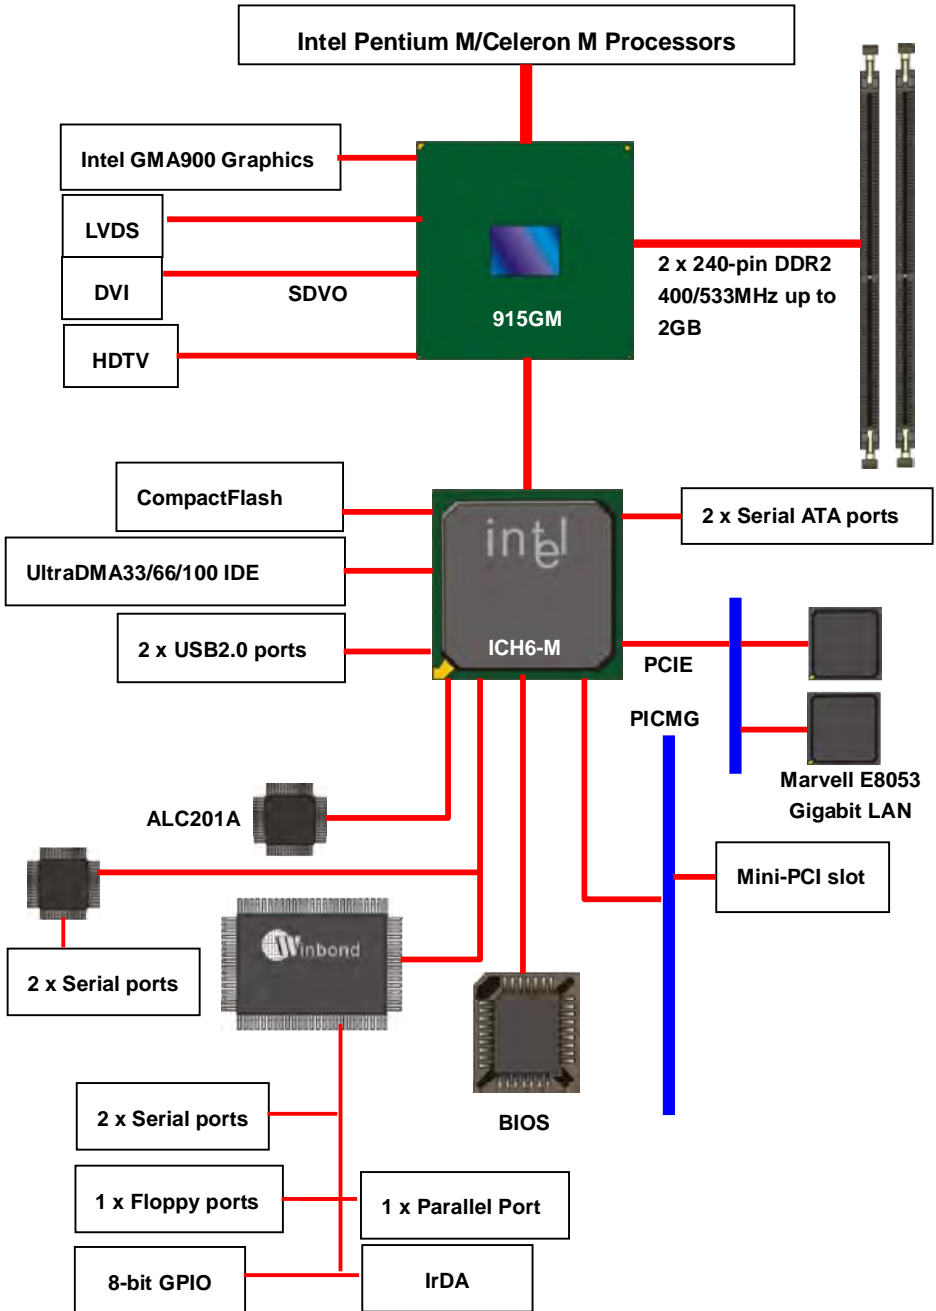 Intel Pentium M/Celeron M Processors
Intel GMA900 Graphics
LVDS
DVI
SDVO
HDTV
915GM
2 x 240-pin DDR2
400/533MHz up to
2GB
CompactFlash
UltraDMA33/66/100 IDE
2 x USB2.0 ports
intel
ICH6-M
2 x Serial ATA ports
PCIE
PICMG
Marvell E8053
Gigabit LAN
ALC201A
Mini-PCI slot
2 x Serial ports
Winbond
BIOS
2 x Serial ports
1 x Floppy ports
1 x Parallel Port
8-bit GPIO
IrDA